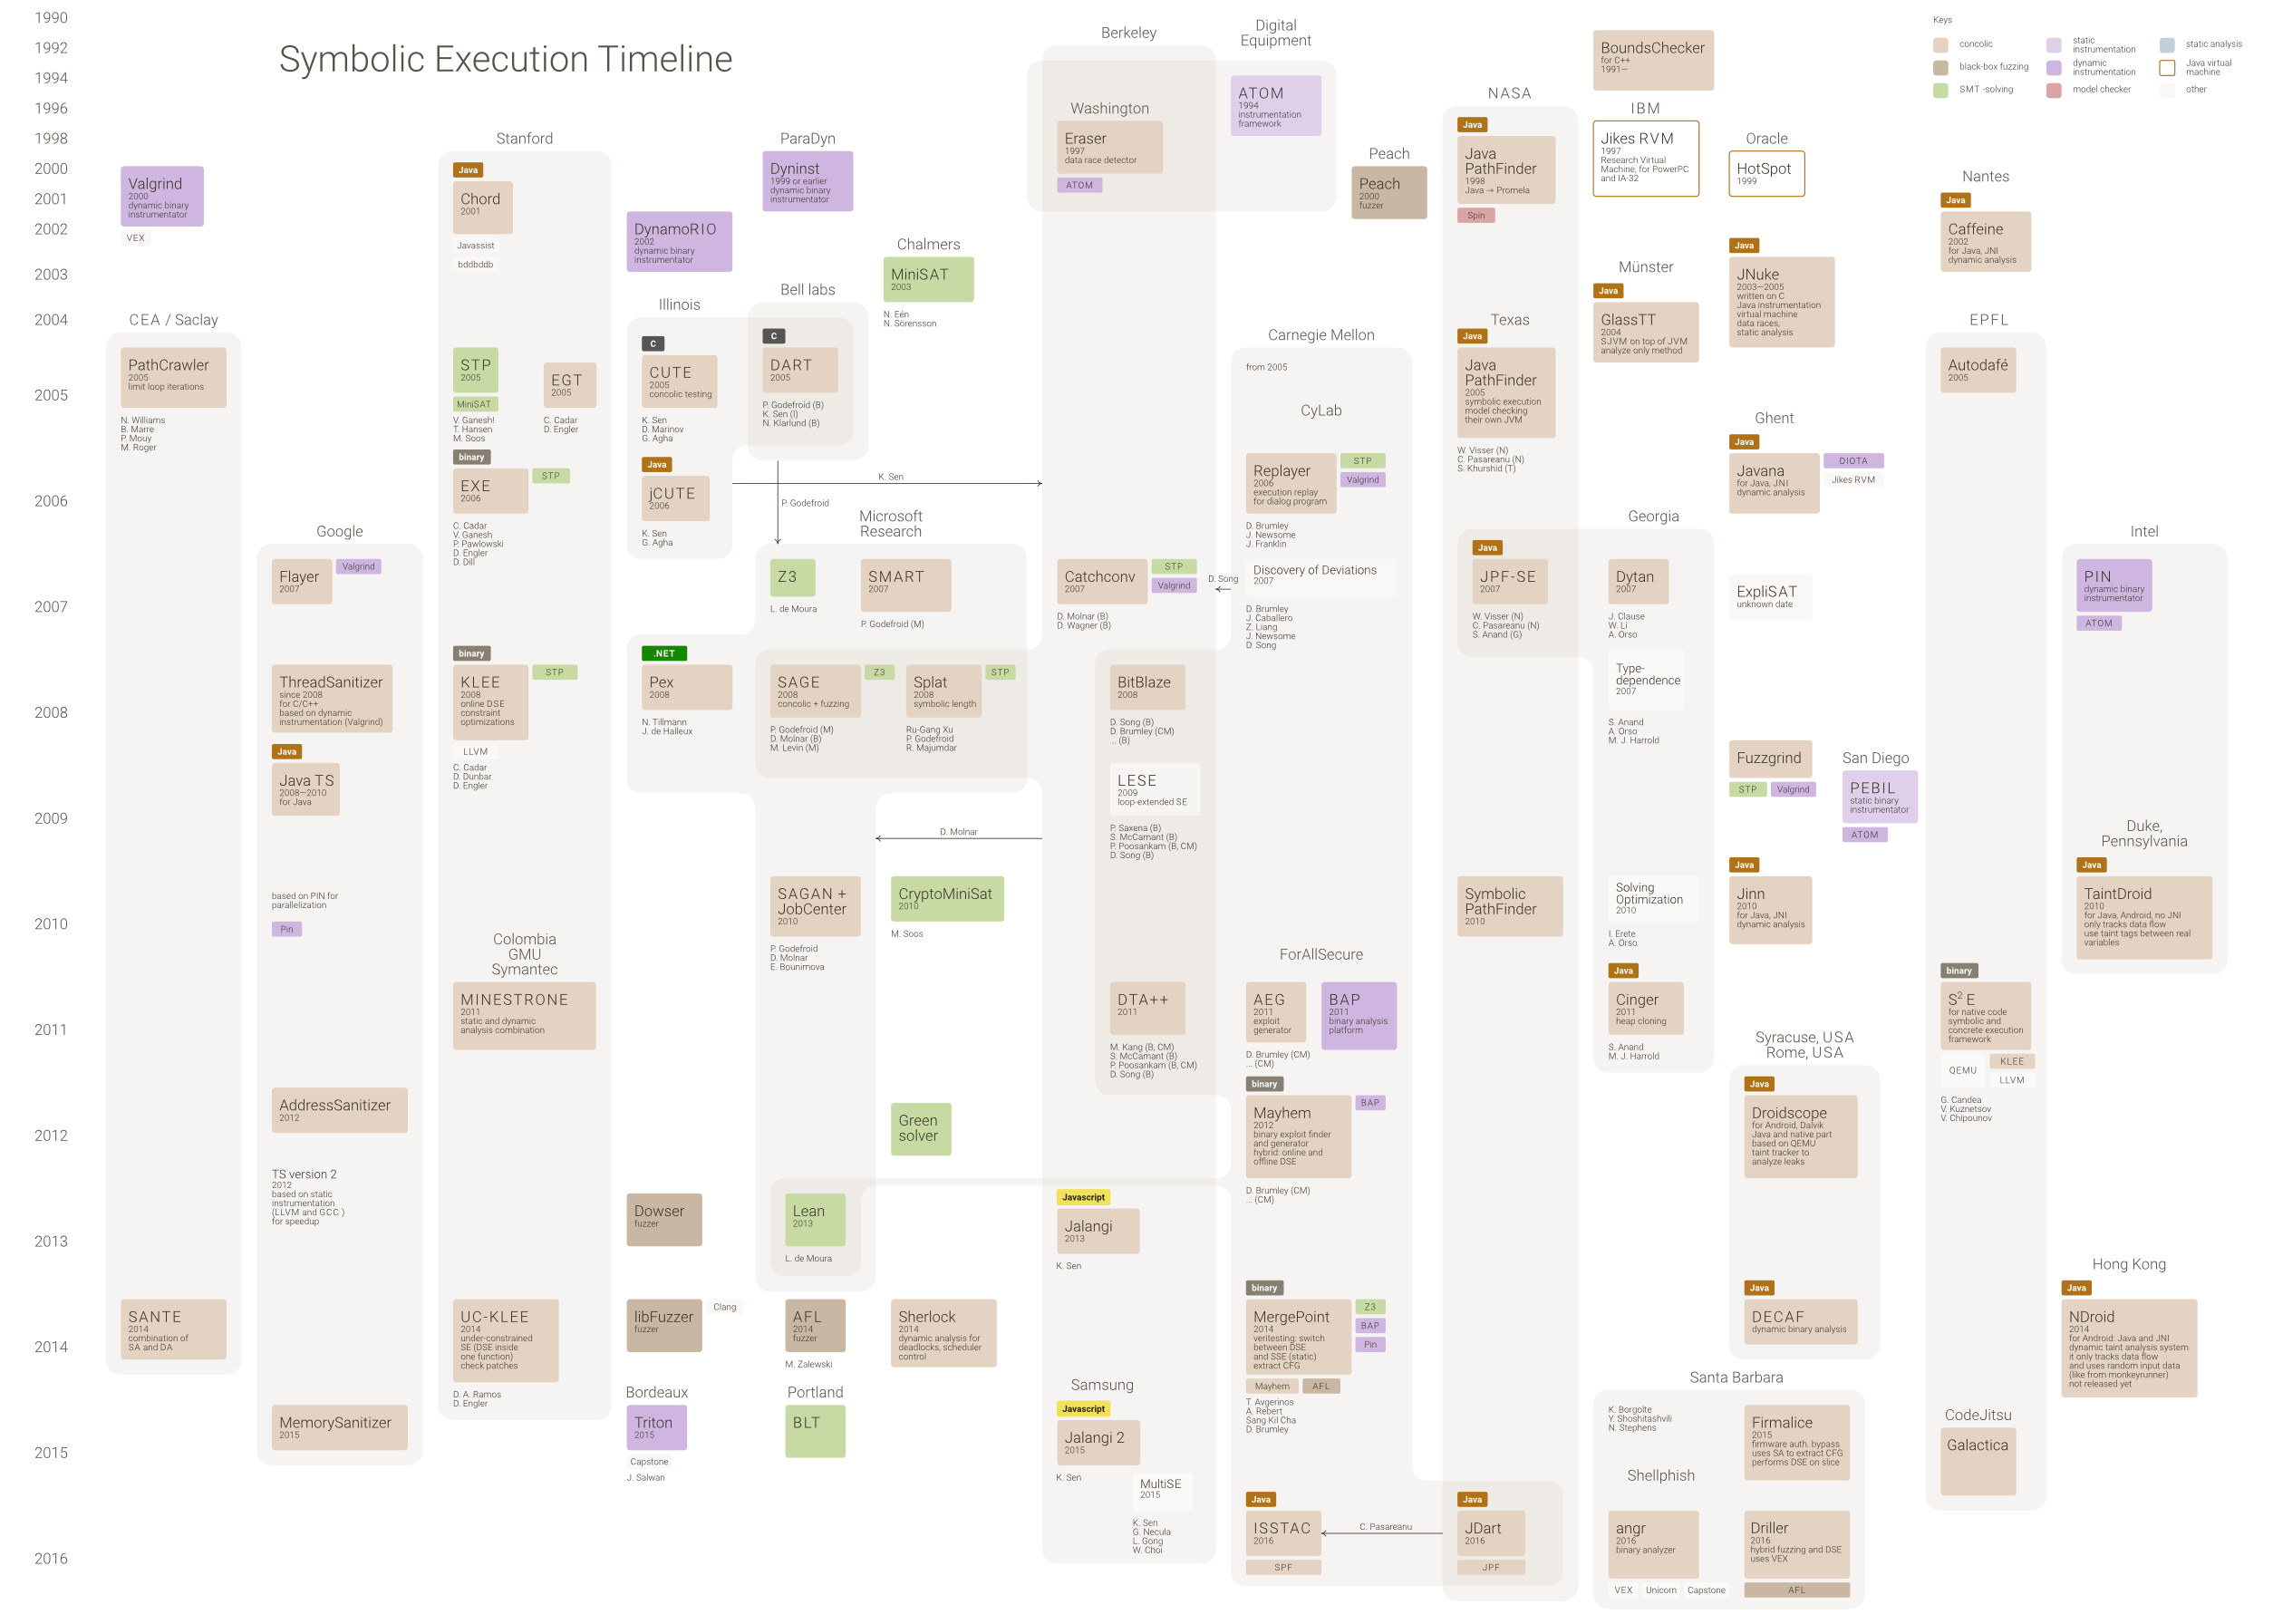 Symbolic Execution Timeline
1990
1992
1994
1996
1998
2000
2001
2002
2003
2004
2005
2006
2007
2008
2009
2010
2011
2012
2013
2014
2015
2016
Keys
concolic
black-box fuzzing
SMT -solving
static
instrumentation
dynamic
instrumentation
model checker
static analysis
Java virtual
machine
other
Valgrind
2000
dynamic binary
instrumentator
VEX
CEA / Saclay
PathCrawler
2005
limit loop iterations
N. Williams
B. Marre
P. Mouy
M. Roger
SANTE
2014
combination of
SA and DA
Google
Flayer
2007
Valgrind
ThreadSanitizer
since 2008
for C/C++
based on dynamic
instrumentation (Valgrind)
Java
Java TS
2008—2010
for Java
based on PIN for
parallelization
Pin
AddressSanitizer
2012
TS version 2
2012
based on static
instrumentation
(LLVM and GCC )
for speedup
MemorySanitizer
2015
Stanford
Java
Chord
2001
Javassist
bddbddb
STP
2005
MiniSAT
V. Ganesh!
T. Hansen
M. Soos
EGT
2005
C. Cadar
D. Engler
binary
EXE
2006
STP
C. Cadar
V. Ganesh
P. Pawlowski
D. Engler
D. Dill
binary
KLEE
2008
online DSE
constraint
optimizations
STP
LLVM
C. Cadar
D. Dunbar
D. Engler
Colombia
GMU
Symantec
MINESTRONE
2011
static and dynamic
analysis combination
UC-KLEE
2014
under-constrained
SE (DSE inside
one function)
check patches
D. A. Ramos
D. Engler
ParaDyn
Dyninst
1999 or earlier
dynamic binary
instrumentator
DynamoRIO
2002
dynamic binary
instrumentator
Chalmers
MiniSAT
2003
N. Eén
N. Sörensson
Illinois
C
CUTE
2005
concolic testing
K. Sen
D. Marinov
G. Agha
Java
jCUTE
2006
K. Sen
G. Agha
Bell labs
C
DART
2005
P. Godefroid (B)
K. Sen (I)
N. Klarlund (B)
K. Sen
P. Godefroid
Microsoft
Research
Z3
L. de Moura
SMART
2007
P. Godefroid (M)
.NET
Pex
2008
N. Tillmann
J. de Halleux
SAGE
2008
concolic + fuzzing
Z3
P. Godefroid (M)
D. Molnar (B)
M. Levin (M)
Splat
2008
symbolic length
STP
Ru-Gang Xu
P. Godefroid
R. Majumdar
D. Molnar
SAGAN +
JobCenter
2010
P. Godefroid
D. Molnar
E. Bounimova
CryptoMiniSat
2010
M. Soos
Green
solver
Dowser
fuzzer
Lean
2013
L. de Moura
libFuzzer
fuzzer
Clang
AFL
2014
fuzzer
M. Zalewski
Sherlock
2014
dynamic analysis for
deadlocks, scheduler
control
Bordeaux
Triton
2015
Capstone
J. Salwan
Portland
BLT
Berkeley
Washington
Eraser
1997
data race detector
ATOM
Digital
Equipment
ATOM
1994
instrumentation
framework
Peach
Peach
2000
fuzzer
Catchconv
2007
STP
Valgrind
D. Molnar (B)
D. Wagner (B)
D. Song
BitBlaze
2008
D. Song (B)
D. Brumley (CM)
... (B)
LESE
2009
loop-extended SE
P. Saxena (B)
S. McCamant (B)
P. Poosankam (B, CM)
D. Song (B)
DTA++
2011
M. Kang (B, CM)
S. McCamant (B)
P. Poosankam (B, CM)
D. Song (B)
Javascript
Jalangi
2013
K. Sen
Samsung
Javascript
Jalangi 2
2015
K. Sen
MultiSE
2015
K. Sen
G. Necula
L. Gong
W. Choi
Carnegie Mellon
from 2005
CyLab
Replayer
2006
execution replay
for dialog program
STP
Valgrind
D. Brumley
J. Newsome
J. Franklin
Discovery of Deviations
2007
D. Brumley
J. Caballero
Z. Liang
J. Newsome
D. Song
ForAllSecure
AEG
2011
exploit
generator
D. Brumley (CM)
... (CM)
BAP
2011
binary analysis
platform
binary
Mayhem
2012
binary exploit finder
and generator
hybrid: online and
offline DSE
BAP
D. Brumley (CM)
... (CM)
binary
MergePoint
2014
veritesting: switch
between DSE
and SSE (static)
extract CFG
Z3
BAP
Pin
Mayhem
AFL
T. Avgerinos
A. Rebert
Sang Kil Cha
D. Brumley
Java
ISSTAC
2016
SPF
C. Pasareanu
Java
JDart
2016
JPF
NASA
Java
Java
PathFinder
1998
Java → Promela
Spin
Texas
Java
Java
PathFinder
2005
symbolic execution
model checking
their own JVM
W. Visser (N)
C. Pasareanu (N)
S. Khurshid (T)
Java
JPF-SE
2007
W. Visser (N)
C. Pasareanu (N)
S. Anand (G)
Symbolic
PathFinder
2010
BoundsChecker
for C++
1991—
IBM
Jikes RVM
1997
Research Virtual
Machine, for PowerPC
and IA-32
Oracle
HotSpot
1999
Münster
Java
GlassTT
2004
SJVM on top of JVM
analyze only method
Java
JNuke
2003—2005
written on C
Java instrumentation
virtual machine
data races,
static analysis
Ghent
Java
Javana
for Java, JNI
dynamic analysis
DIOTA
Jikes RVM
Georgia
Dytan
2007
J. Clause
W. Li
A. Orso
Type-
dependence
2007
S. Anand
A. Orso
M. J. Harrold
Solving
Optimization
2010
I. Erete
A. Orso
Java
Cinger
2011
heap cloning
S. Anand
M. J. Harrold
ExpliSAT
unknown date
Fuzzgrind
STP
Valgrind
San Diego
PEBIL
static binary
instrumentator
ATOM
Java
Jinn
2010
for Java, JNI
dynamic analysis
Syracuse, USA
Rome, USA
Java
Droidscope
for Android, Dalvik
Java and native part
based on QEMU
taint tracker to
analyze leaks
Java
DECAF
dynamic binary analysis
Santa Barbara
K. Borgolte
Y. Shoshitashvili
N. Stephens
Firmalice
2015
firmware auth. bypass
uses SA to extract CFG
performs DSE on slice
Shellphish
angr
2016
binary analyzer
VEX
Unicorn
Capstone
Driller
2016
hybrid fuzzing and DSE
uses VEX
AFL
Nantes
Java
Caffeine
2002
for Java, JNI
dynamic analysis
EPFL
Autodafé
2005
binary
S2 E
for native code
symbolic and
concrete execution
framework
QEMU
KLEE
LLVM
G. Candea
V. Kuznetsov
V. Chipounov
CodeJitsu
Galactica
Intel
PIN
dynamic binary
instrumentator
ATOM
Duke,
Pennsylvania
Java
TaintDroid
2010
for Java, Android, no JNI
only tracks data flow
use taint tags between real
variables
Hong Kong
Java
NDroid
2014
for Android: Java and JNI
dynamic taint analysis system
it only tracks data flow
and uses random input data
(like from monkeyrunner)
not released yet